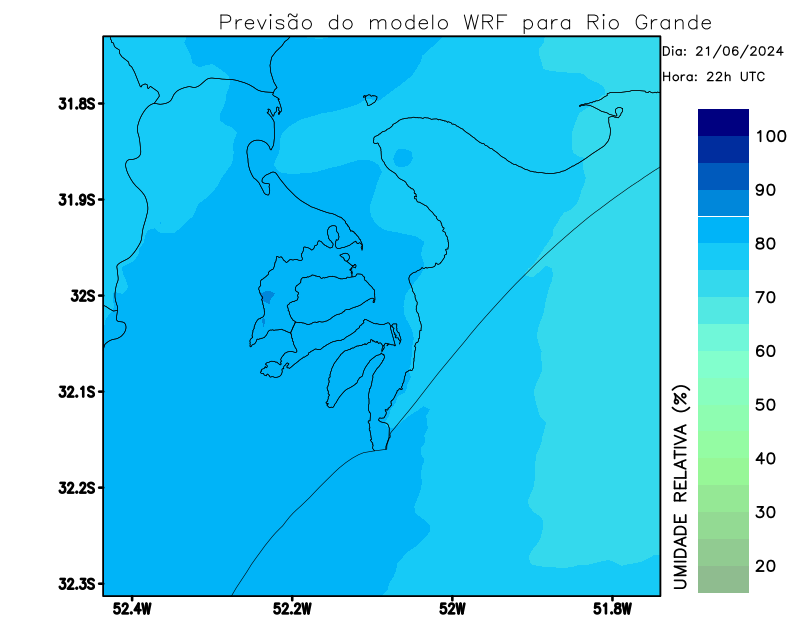 Previsão do modelo WRF para Rio Grande
Dia: 21/06/2024
Hora: 22h UTC
31.8S
31.9S
32S
32.1S
32.2S
32.3S
52.4W
52.2W
52W
51.8W
100
90
80
70
60
50
40
30
20
UMIDADE RELATIVA (%)